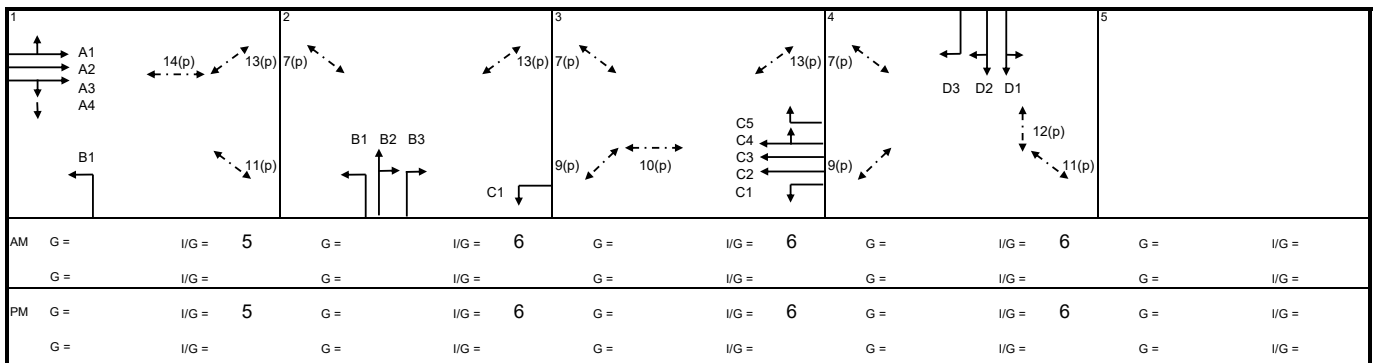 1
A1
A2
A3
A4
14(p)
13(p)
B1
11(p)
2
7(p)
13(p)
B1 B2 B3
C1
3
7(p)
13(p)
9(p)
10(p)
C5
C4
C3
C2
C1
4
7(p)
D3 D2 D1
12(p)
9(p)
11(p)
5
AM G = I/G = 5 G = I/G = 6 G = I/G = 6 G = I/G = 6 G = I/G =
G = I/G = G = I/G = G = I/G = G = I/G = G = I/G =
PM G = I/G = 5 G = I/G = 6 G = I/G = 6 G = I/G = 6 G = I/G =
G = I/G = G = I/G = G = I/G = G = I/G = G = I/G =